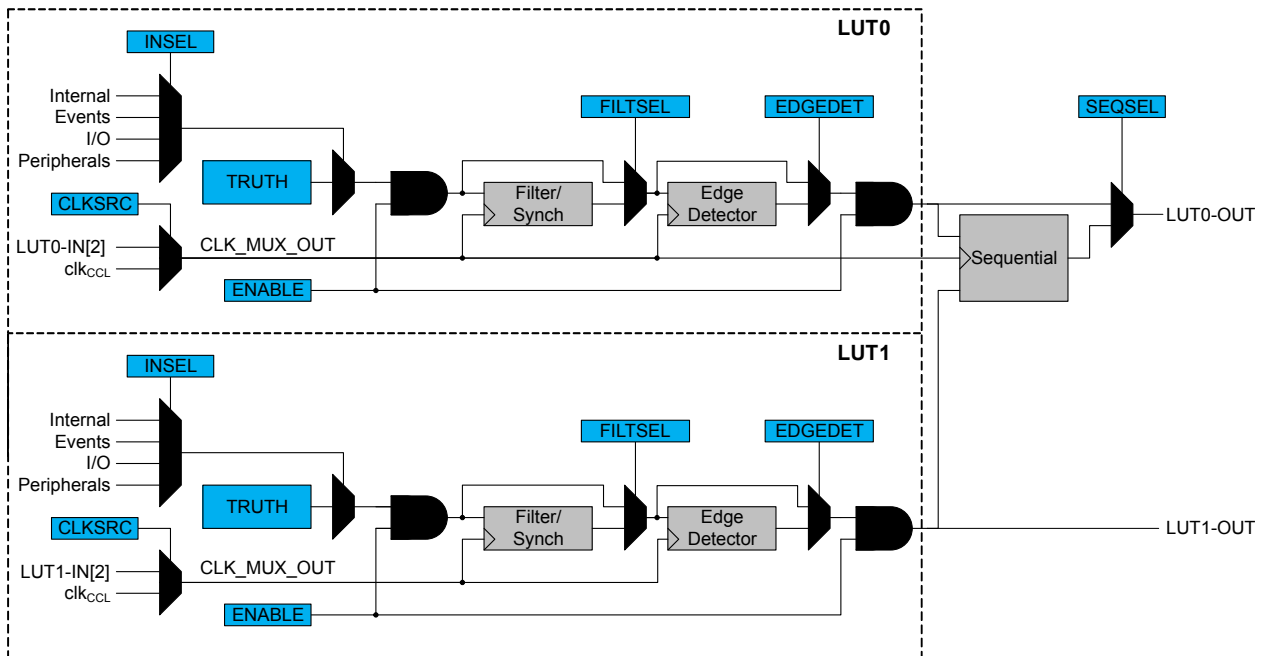 LUT0
INSEL
Internal
Events
I/O
Peripherals
FILTSEL
EDGEDET
SEQSEL
TRUTH
Filter/
Synch
Edge
Detector
CLKSRC
LUT0-IN[2]
clkCCL
CLK_MUX_OUT
ENABLE
Sequential
LUT0-OUT
LUT1
INSEL
Internal
Events
I/O
Peripherals
FILTSEL
EDGEDET
TRUTH
Filter/
Synch
Edge
Detector
CLKSRC
LUT1-IN[2]
clkCCL
CLK_MUX_OUT
ENABLE
LUT1-OUT